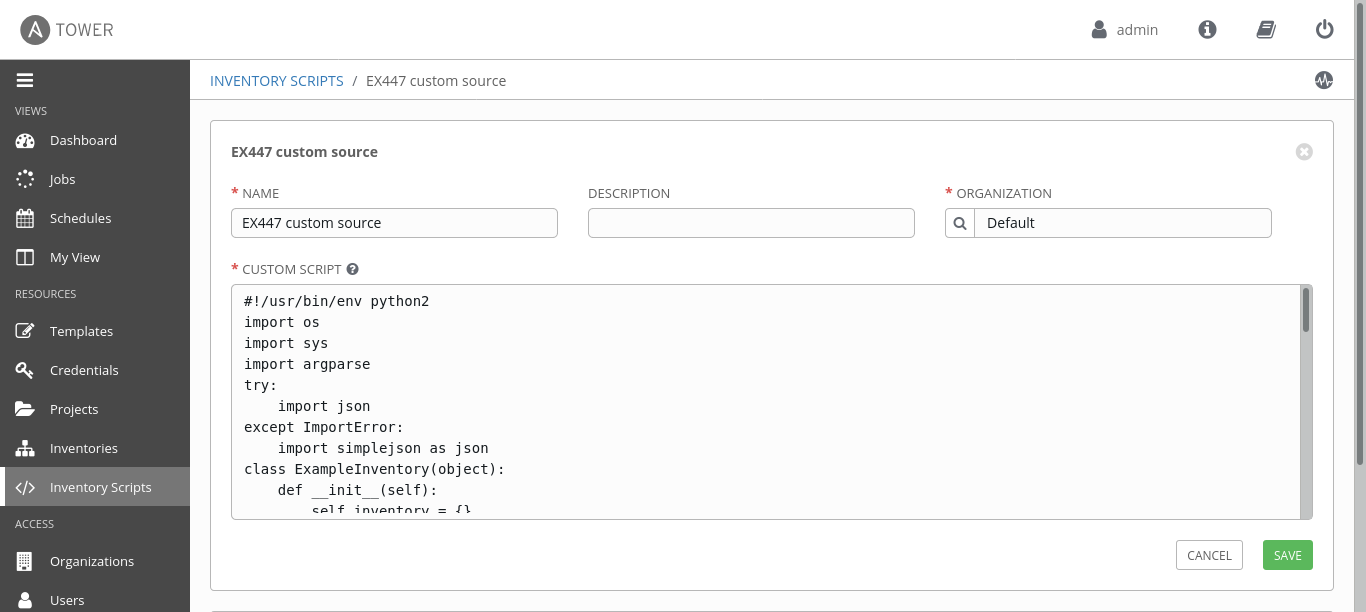 TOWER
admin
INVENTORY SCRIPTS / EX447 custom source
VIEWS
Dashboard
Jobs
Schedules
My View
RESOURCES
Templates
Credentials
Projects
Inventories
Inventory Scripts
ACCESS
Organizations
Users
EX447 custom source
* NAME
EX447 custom source
DESCRIPTION
* ORGANIZATION
Default
* CUSTOM SCRIPT
#!/usr/bin/env python2
import os
import sys
import argparse
try:
    import json
except ImportError:
    import simplejson as json
class ExampleInventory(object):
    def __init__(self):
        self.inventory = {}
CANCEL
SAVE